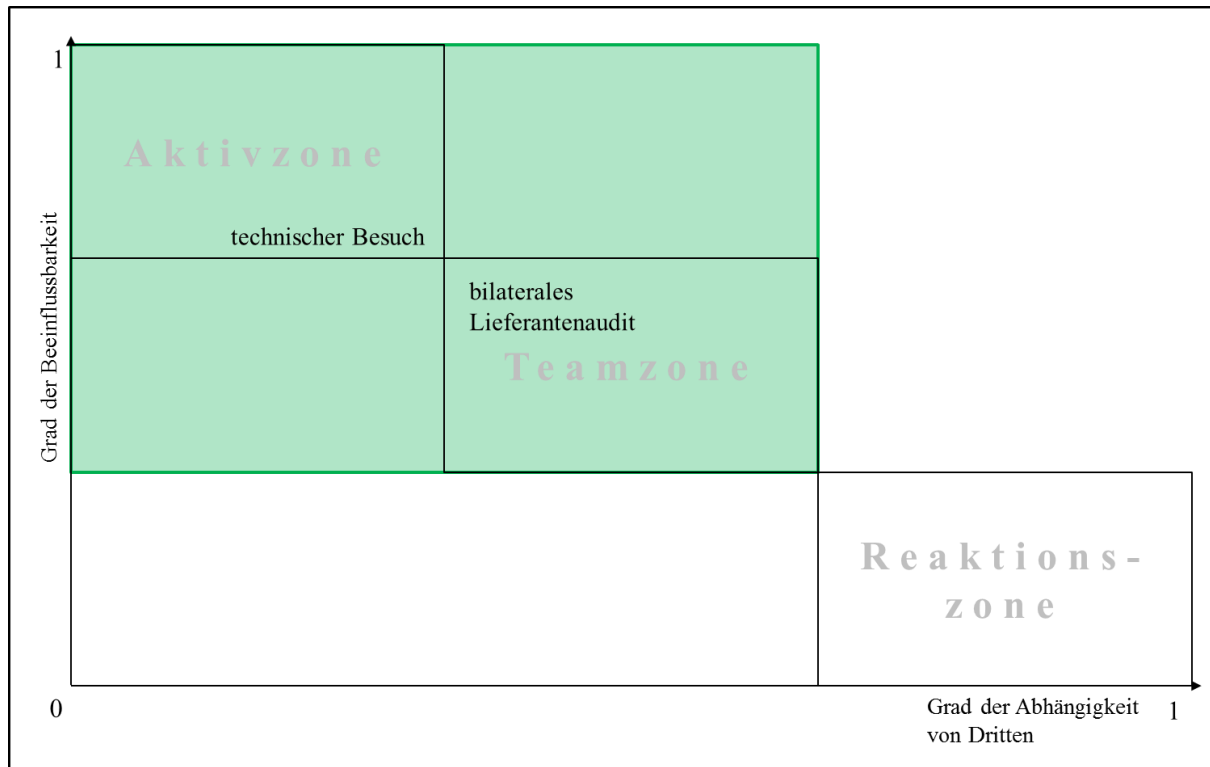 1
Aktivzone
technischer Besuch
Grad der Beeinflussbarkeit
bilaterales
Lieferantenaudit
Teamzone
Reaktions-
zone
0
Grad der Abhängigkeit
von Dritten
1